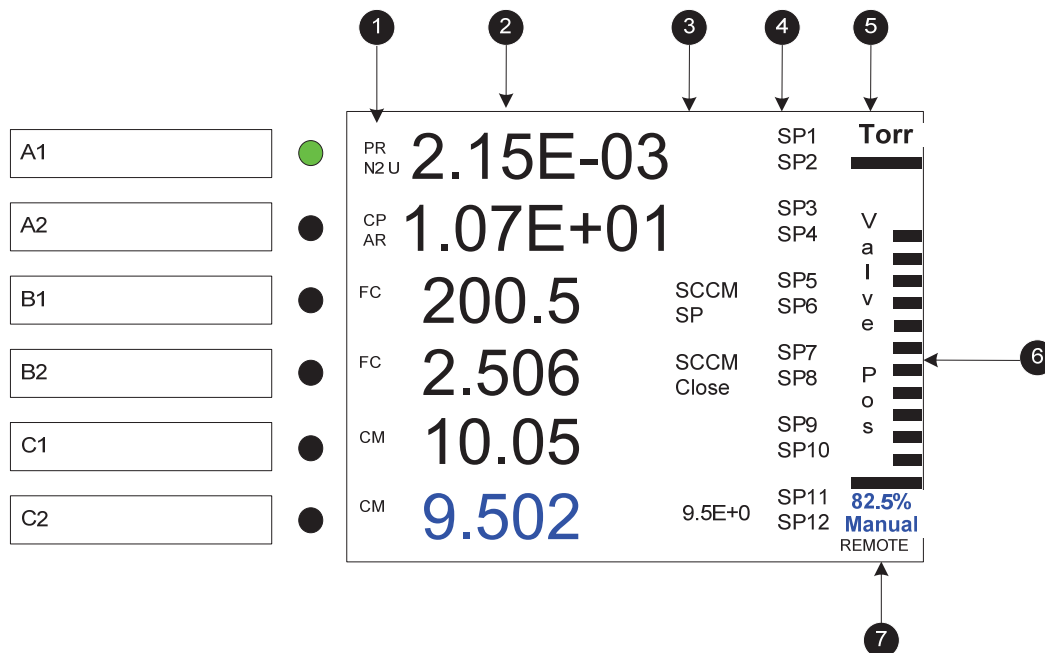 1 2 3 4 5
A1
PR
N2 U
2.15E-03
SP1
SP2
Torr
A2
CP
AR
1.07E+01
SP3
SP4
Valve Pos
B1
FC
200.5
SCCM
SP
SP5
SP6
B2
FC
2.506
SCCM
Close
SP7
SP8
6
C1
CM
10.05
SP9
SP10
C2
CM
9.502
9.5E+0
SP11
SP12
82.5%
Manual
REMOTE
7